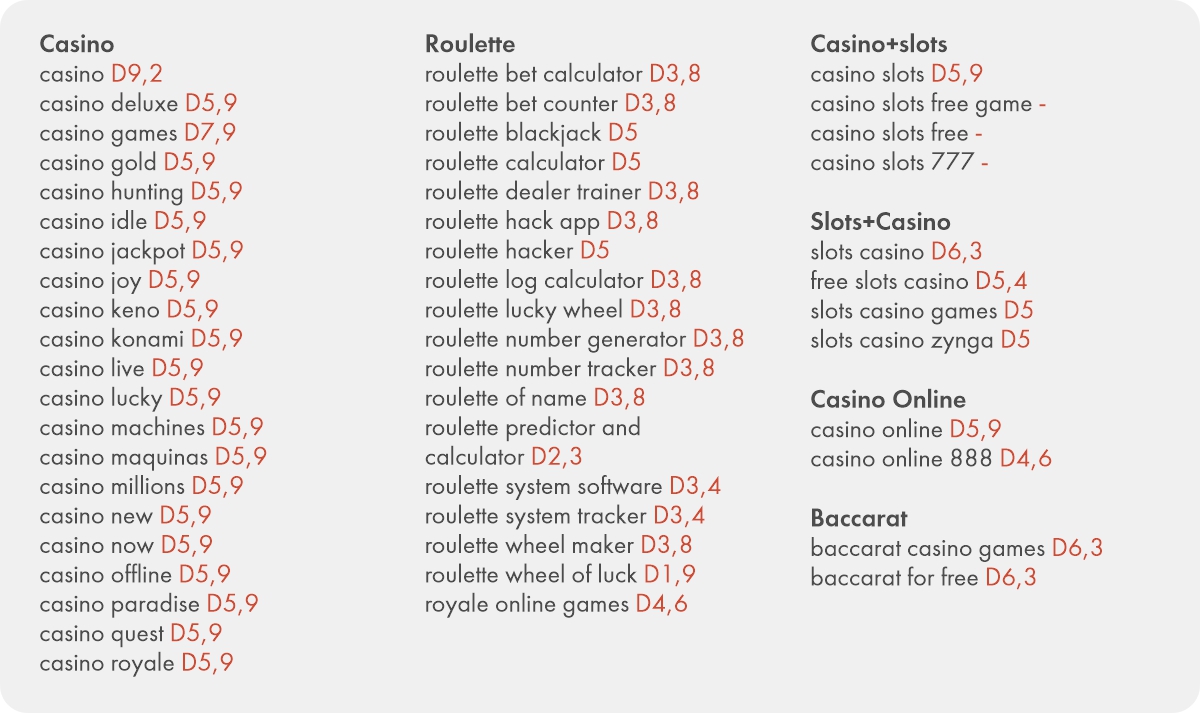 Casino
casino D9,2
casino deluxe D5,9
casino games D7,9
casino gold D5,9
casino hunting D5,9
casino idle D5,9
casino jackpot D5,9
casino joy D5,9
casino keno D5,9
casino konami D5,9
casino live D5,9
casino lucky D5,9
casino machines D5,9
casino maquinas D5,9
casino millions D5,9
casino new D5,9
casino now D5,9
casino offline D5,9
casino paradise D5,9
casino quest D5,9
casino royale D5,9
Roulette
roulette bet calculator D3,8
roulette bet counter D3,8
roulette blackjack D5
roulette calculator D5
roulette dealer trainer D3,8
roulette hack app D3,8
roulette hacker D5
roulette log calculator D3,8
roulette lucky wheel D3,8
roulette number generator D3,8
roulette number tracker D3,8
roulette of name D3,8
roulette predictor and
calculator D2,3
roulette system software D3,4
roulette system tracker D3,4
roulette wheel maker D3,8
roulette wheel of luck D1,9
royale online games D4,6
Casino+slots
casino slots D5,9
casino slots free game -
casino slots free -
casino slots 777 -
Slots+Casino
slots casino D6,3
free slots casino D5,4
slots casino games D5
slots casino zynga D5
Casino Online
casino online D5,9
casino online 888 D4,6
Baccarat
baccarat casino games D6,3
baccarat for free D6,3